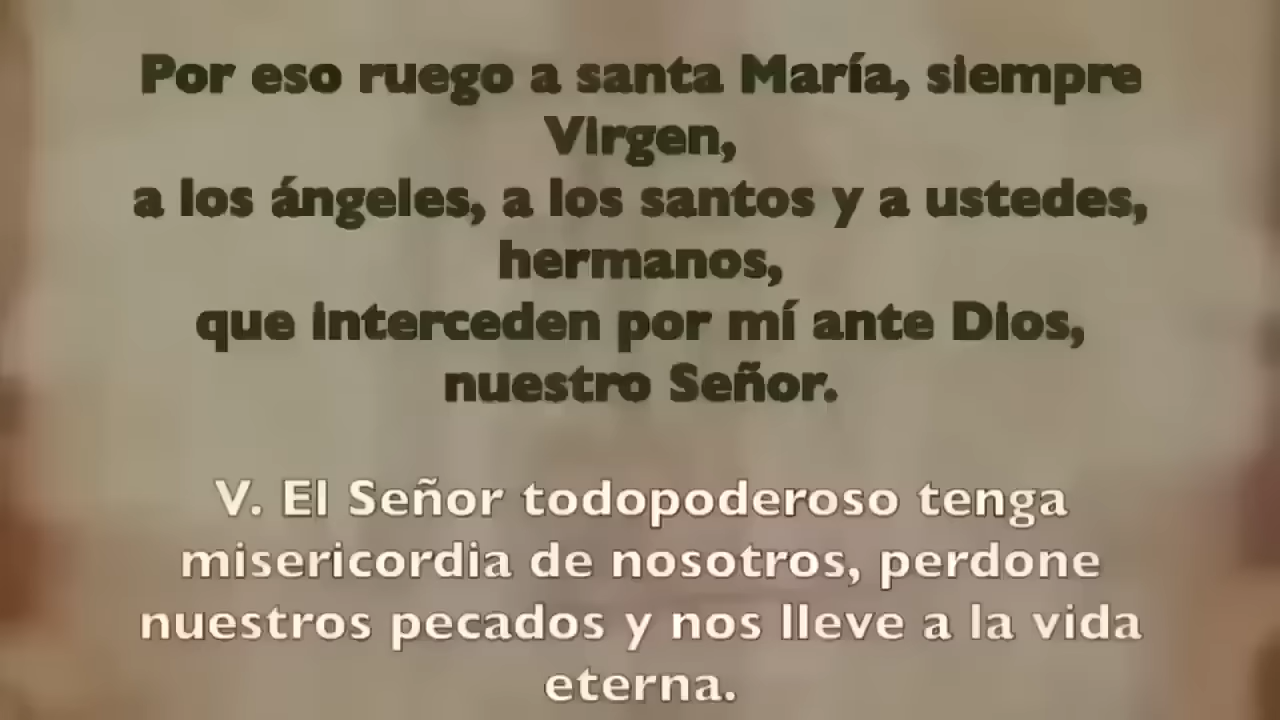 Por eso ruego a santa María, siempre
Virgen,
a los ángeles, a los santos y a ustedes,
hermanos,
que interceden por mí ante Dios,
nuestro Señor.
V. El Señor todopoderoso tenga
misericordia de nosotros, perdone
nuestros pecados y nos lleve a la vida
eterna.